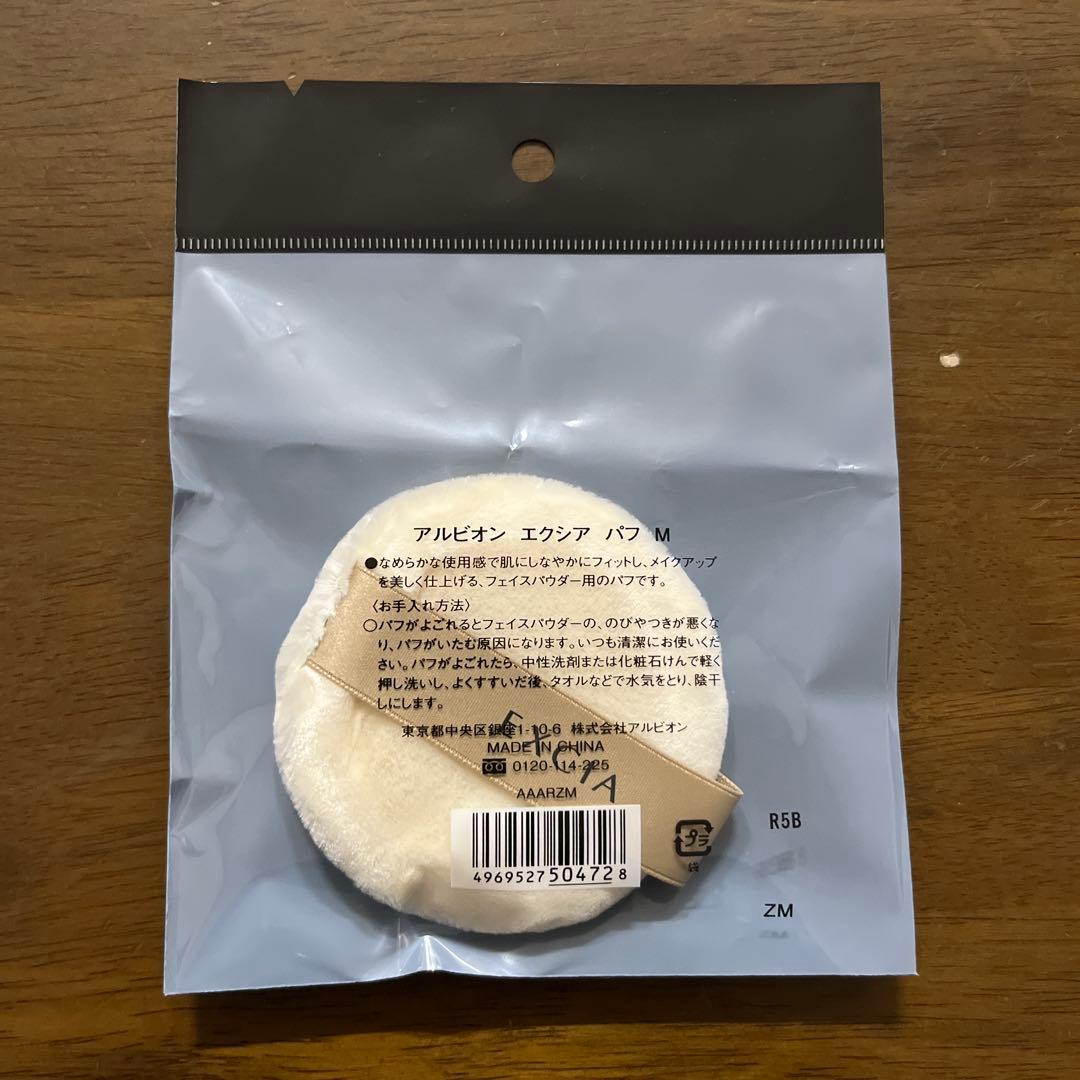 アルビオン エクシア パフ M
●なめらかな使用感で肌にしなやかにフィットし、メイクアップ
を美しく仕上げる、フェイスパウダー用のパフです。
〈お手入れ方法〉
○パフがよごれるとフェイスパウダーの、のびやつきが悪くな
り、パフがいたむ原因になります。いつも清潔にお使いくだ
さい。パフがよごれたら、中性洗剤または化粧石けんで軽く
押し洗いし、よくすすいだ後、タオルなどで水気をとり、陰干
しにします。
東京都中央区銀座1-10-6 株式会社アルビオン
MADE IN CHINA
0120-114-225
AAARZM
EXCIA
4969527504728
プラ
袋
R5B
ZM